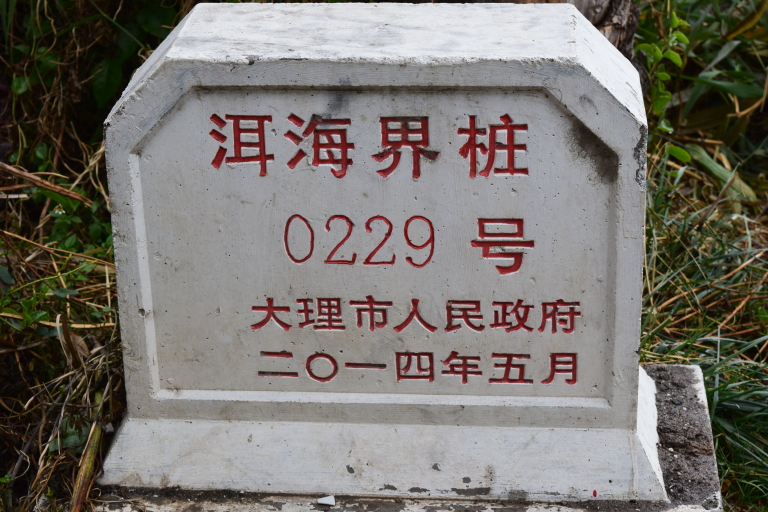 洱海界桩
0229 号
大理市人民政府
二〇一四年五月